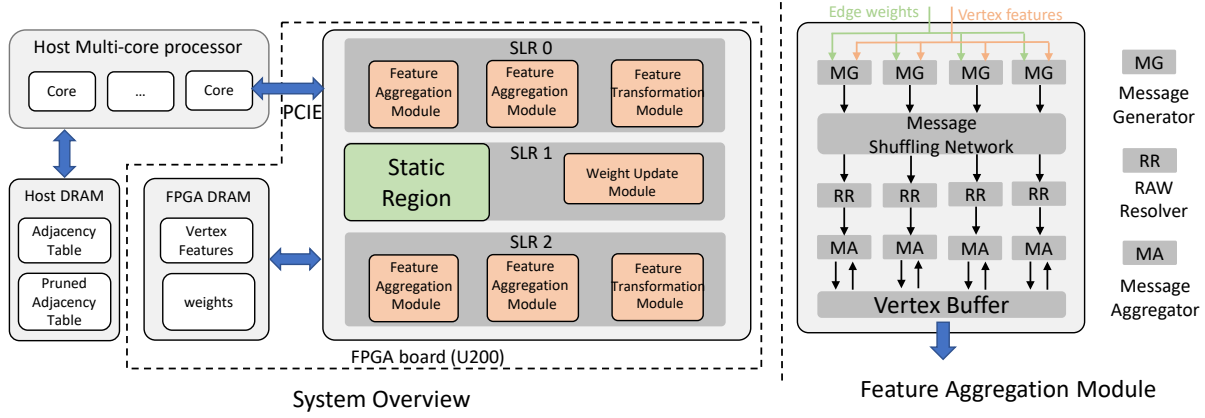 Host Multi-core processor
Core
...
Core
PCIE
Host DRAM
Adjacency
Table
Pruned
Adjacency
Table
FPGA DRAM
Vertex
Features
weights
SLR 0
Feature
Aggregation
Module
Feature
Aggregation
Module
Feature
Transformation
Module
SLR 1
Static
Region
Weight Update
Module
SLR 2
Feature
Aggregation
Module
Feature
Aggregation
Module
Feature
Transformation
Module
FPGA board (U200)
System Overview
Edge weights
Vertex features
MG
MG
MG
MG
Message
Shuffling Network
RR
RR
RR
RR
MA
MA
MA
MA
Vertex Buffer
MG
Message
Generator
RR
RAW
Resolver
MA
Message
Aggregator
Feature Aggregation Module